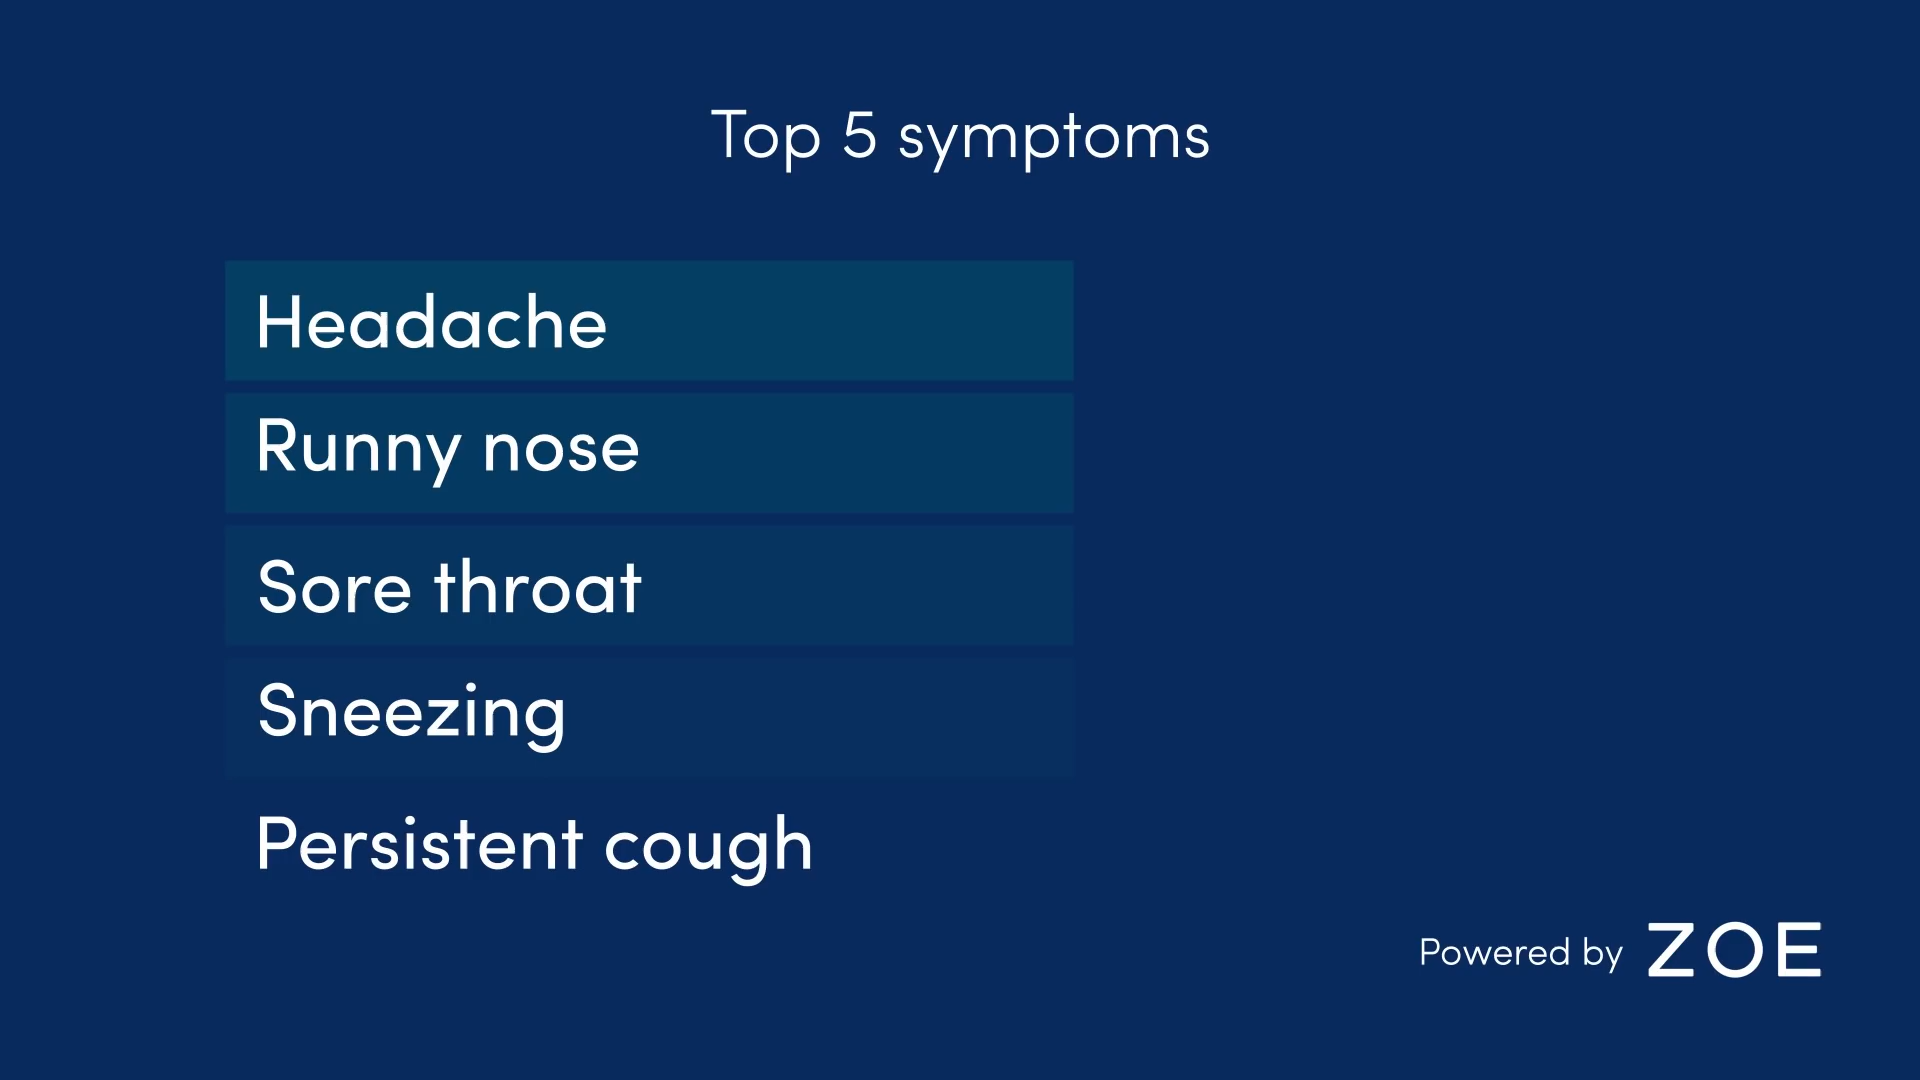 Top 5 symptoms
Headache
Runny nose
Sore throat
Sneezing
Persistent cough
Powered by ZOE